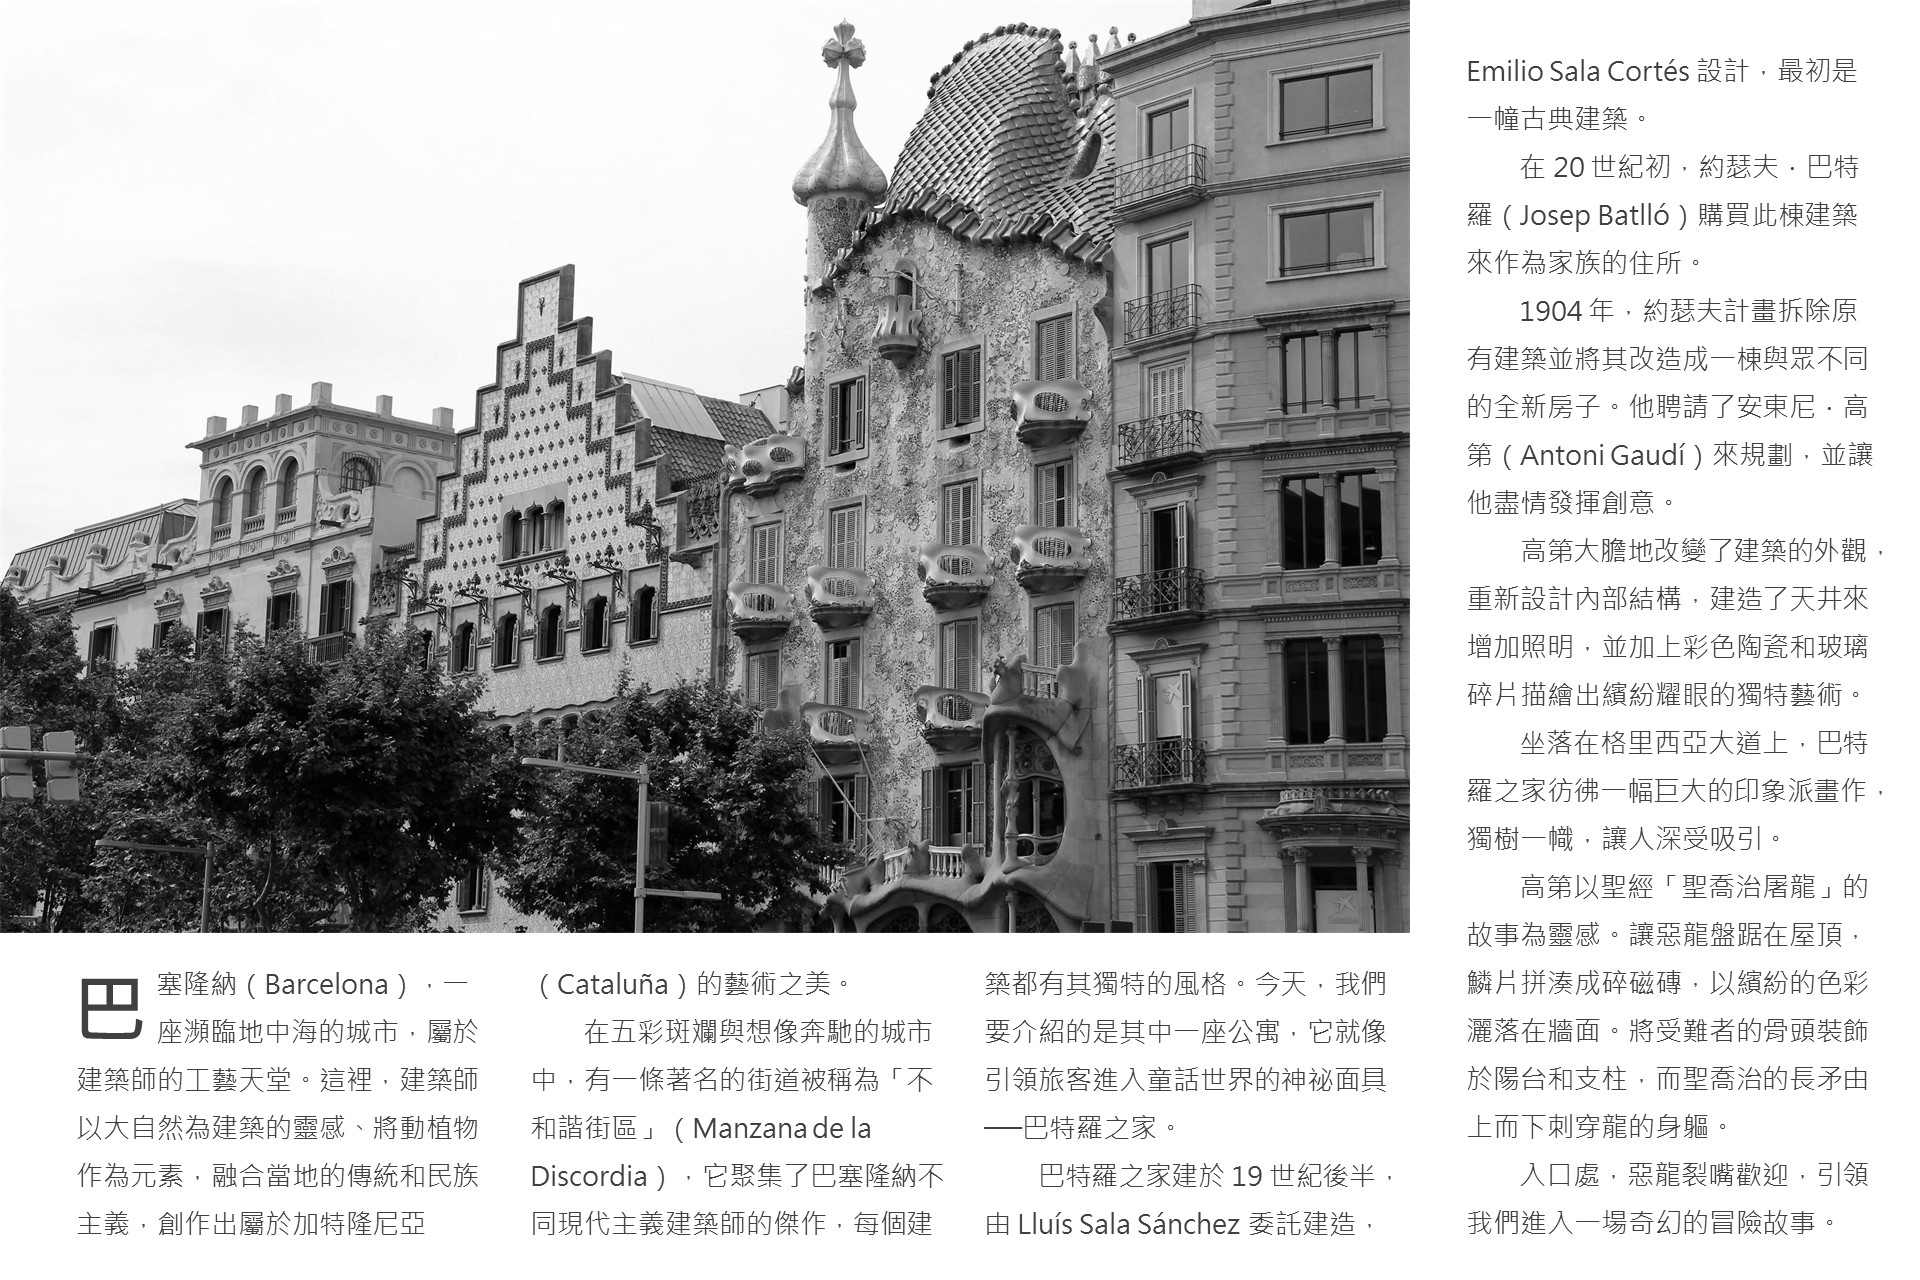 巴塞隆納（Barcelona），一
座瀕臨地中海的城市，屬於
建築師的工藝天堂。這裡，建築師
以大自然為建築的靈感、將動植物
作為元素，融合當地的傳統和民族
主義，創作出屬於加特隆尼亞
（Cataluña）的藝術之美。
在五彩斑斕與想像奔馳的城市
中，有一條著名的街道被稱為「不
和諧街區」（Manzana de la
Discordia），它聚集了巴塞隆納不
同現代主義建築師的傑作，每個建
築都有其獨特的風格。今天，我們
要介紹的是其中一座公寓，它就像
引領旅客進入童話世界的神祕面具
──巴特羅之家。
巴特羅之家建於 19 世紀後半，
由 Lluís Sala Sánchez 委託建造，
Emilio Sala Cortés 設計，最初是
一幢古典建築。
在 20 世紀初，約瑟夫．巴特
羅（Josep Batlló）購買此棟建築
來作為家族的住所。
1904 年，約瑟夫計畫拆除原
有建築並將其改造成一棟與眾不同
的全新房子。他聘請了安東尼．高
第（Antoni Gaudí）來規劃，並讓
他盡情發揮創意。
高第大膽地改變了建築的外觀，
重新設計內部結構，建造了天井來
增加照明，並加上彩色陶瓷和玻璃
碎片描繪出繽紛耀眼的獨特藝術。
坐落在格里西亞大道上，巴特
羅之家彷彿一幅巨大的印象派畫作，
獨樹一幟，讓人深受吸引。
高第以聖經「聖喬治屠龍」的
故事為靈感。讓惡龍盤踞在屋頂，
鱗片拼湊成碎磁磚，以繽紛的色彩
灑落在牆面。將受難者的骨頭裝飾
於陽台和支柱，而聖喬治的長矛由
上而下刺穿龍的身軀。
入口處，惡龍裂嘴歡迎，引領
我們進入一場奇幻的冒險故事。